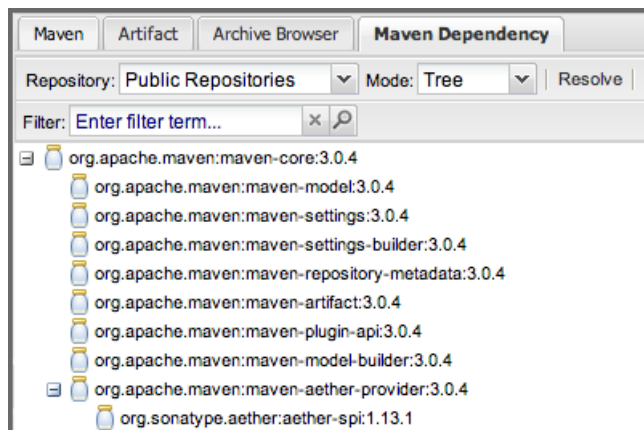 Maven Artifact Archive Browser Maven Dependency
Repository: Public Repositories Mode: Tree Resolve
Filter: Enter filter term...
org.apache.maven:maven-core:3.0.4
org.apache.maven:maven-model:3.0.4
org.apache.maven:maven-settings:3.0.4
org.apache.maven:maven-settings-builder:3.0.4
org.apache.maven:maven-repository-metadata:3.0.4
org.apache.maven:maven-artifact:3.0.4
org.apache.maven:maven-plugin-api:3.0.4
org.apache.maven:maven-model-builder:3.0.4
org.apache.maven:maven-aether-provider:3.0.4
org.sonatype.aether:aether-spi:1.13.1